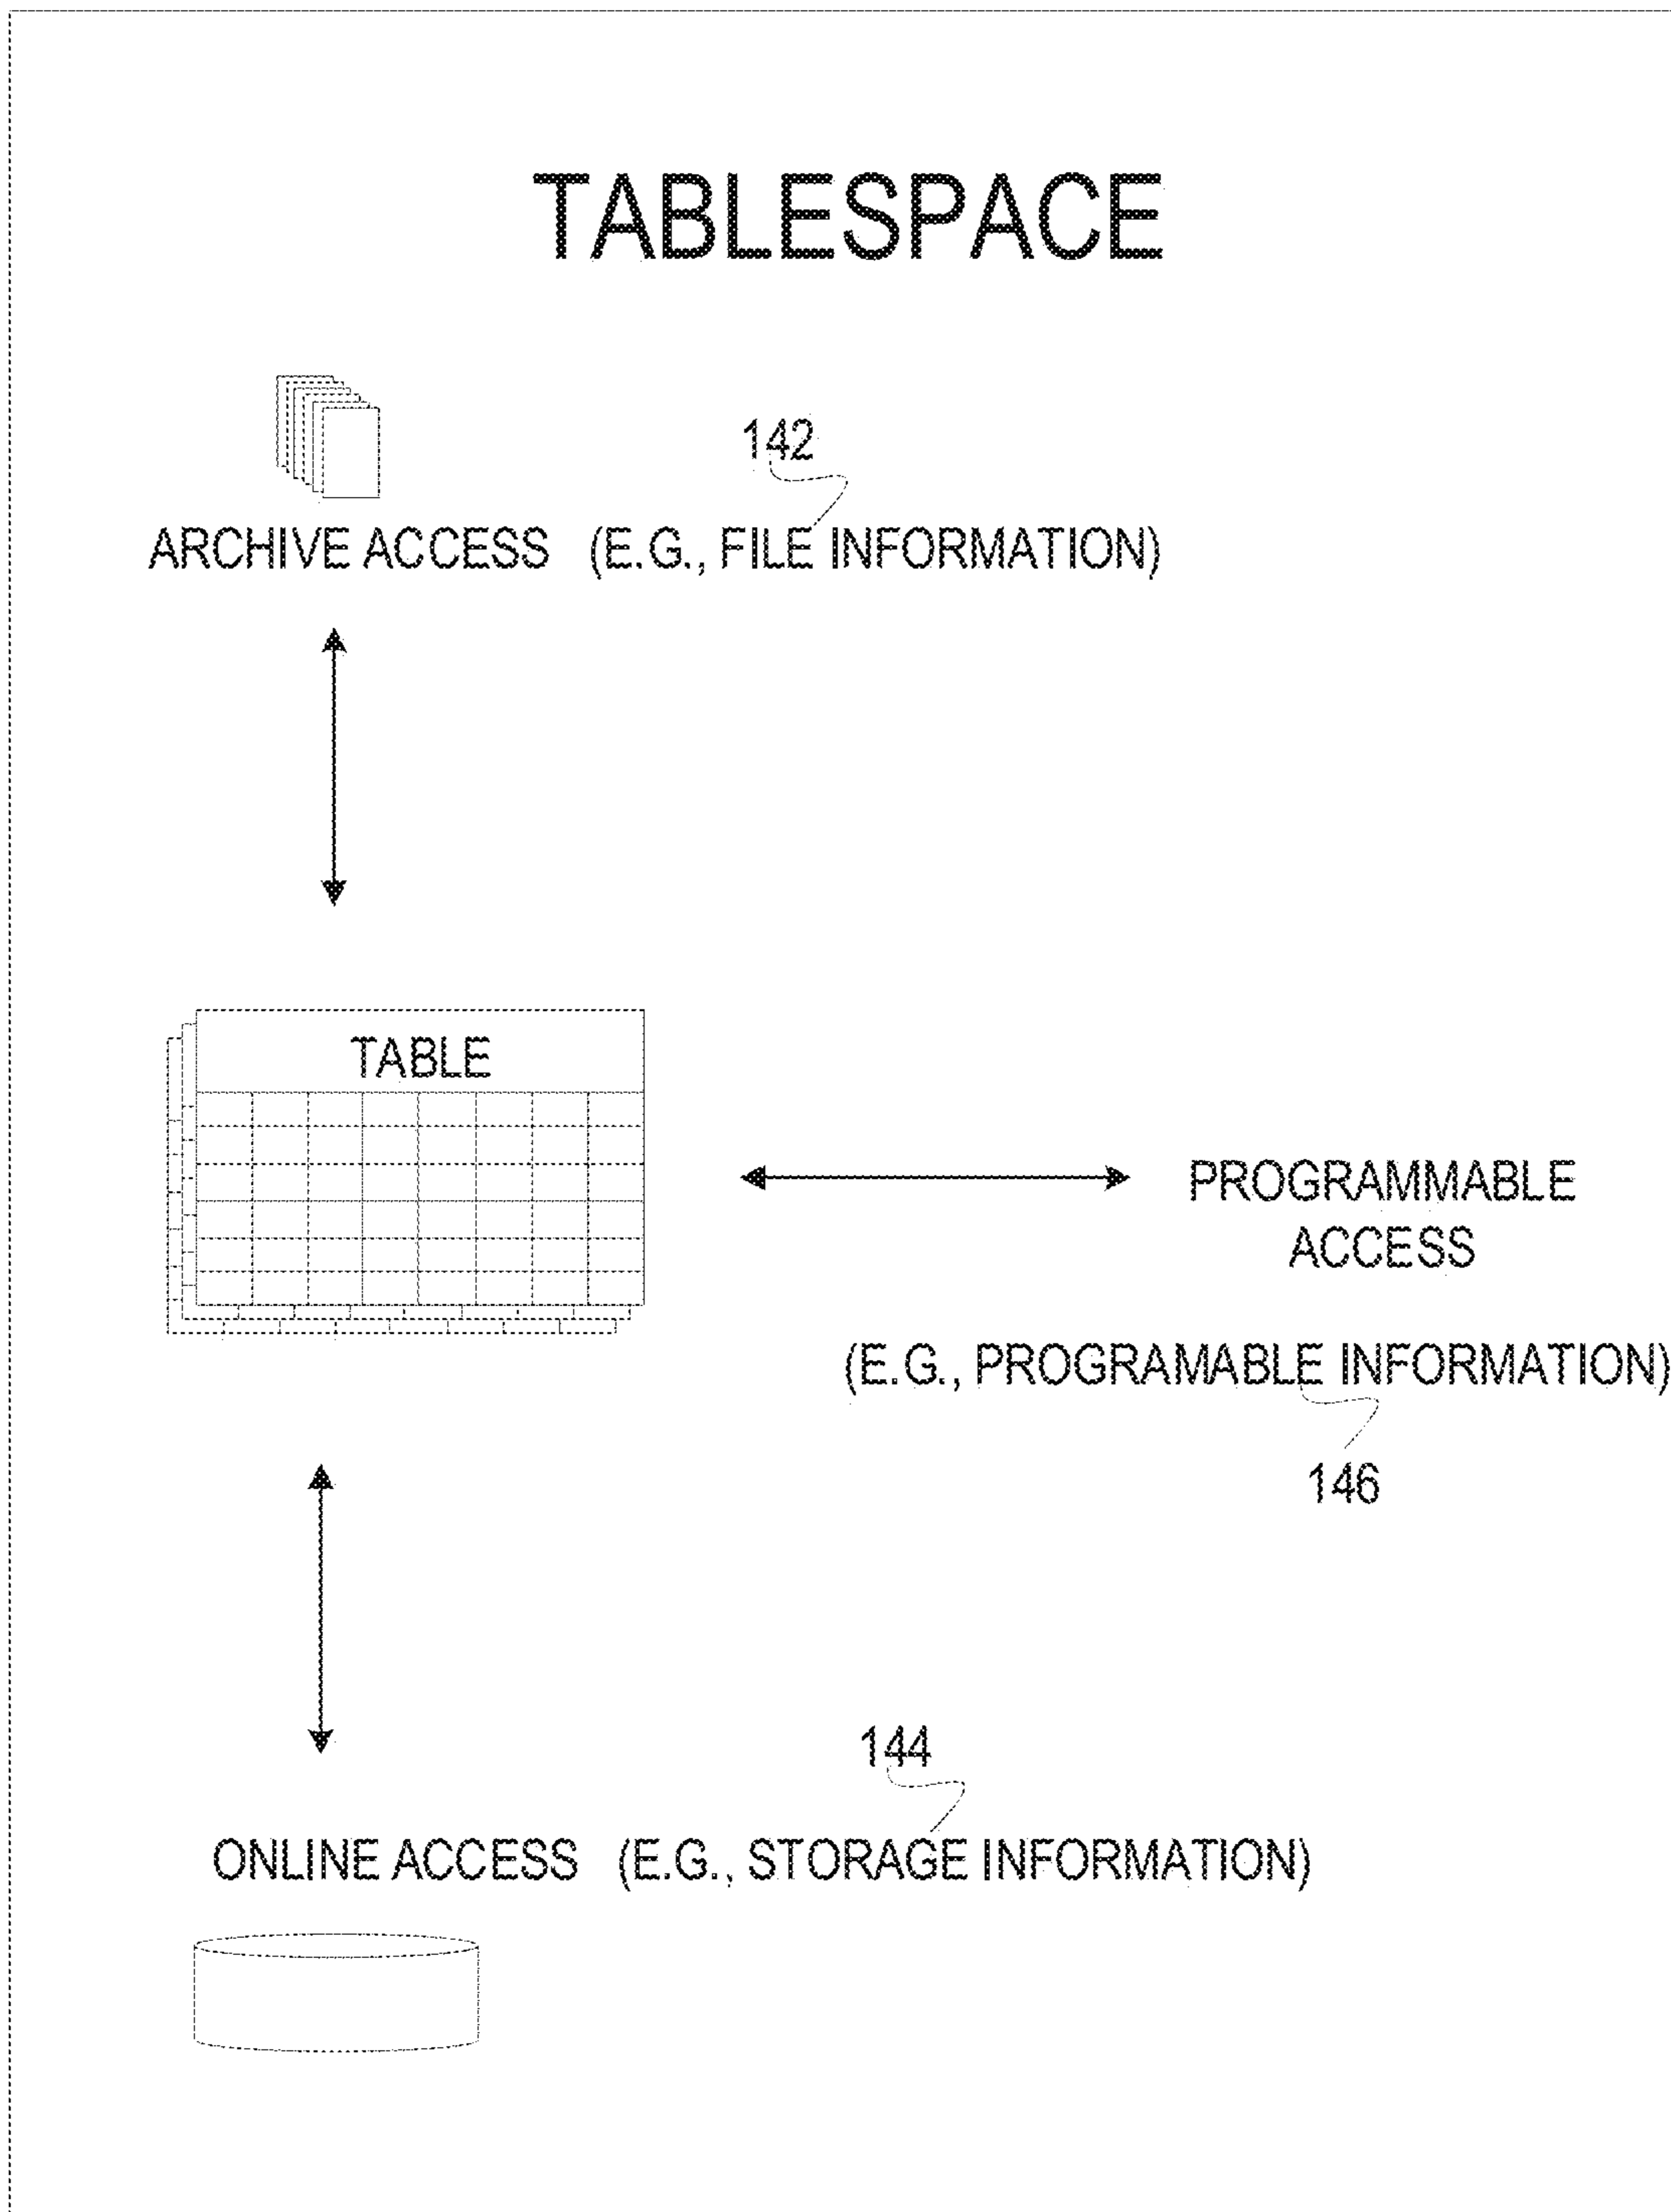 TABLESPACE
142
ARCHIVE ACCESS (E.G., FILE INFORMATION)
TABLE
PROGRAMMABLE
ACCESS
(E.G., PROGRAMABLE INFORMATION)
146
144
ONLINE ACCESS (E.G., STORAGE INFORMATION)